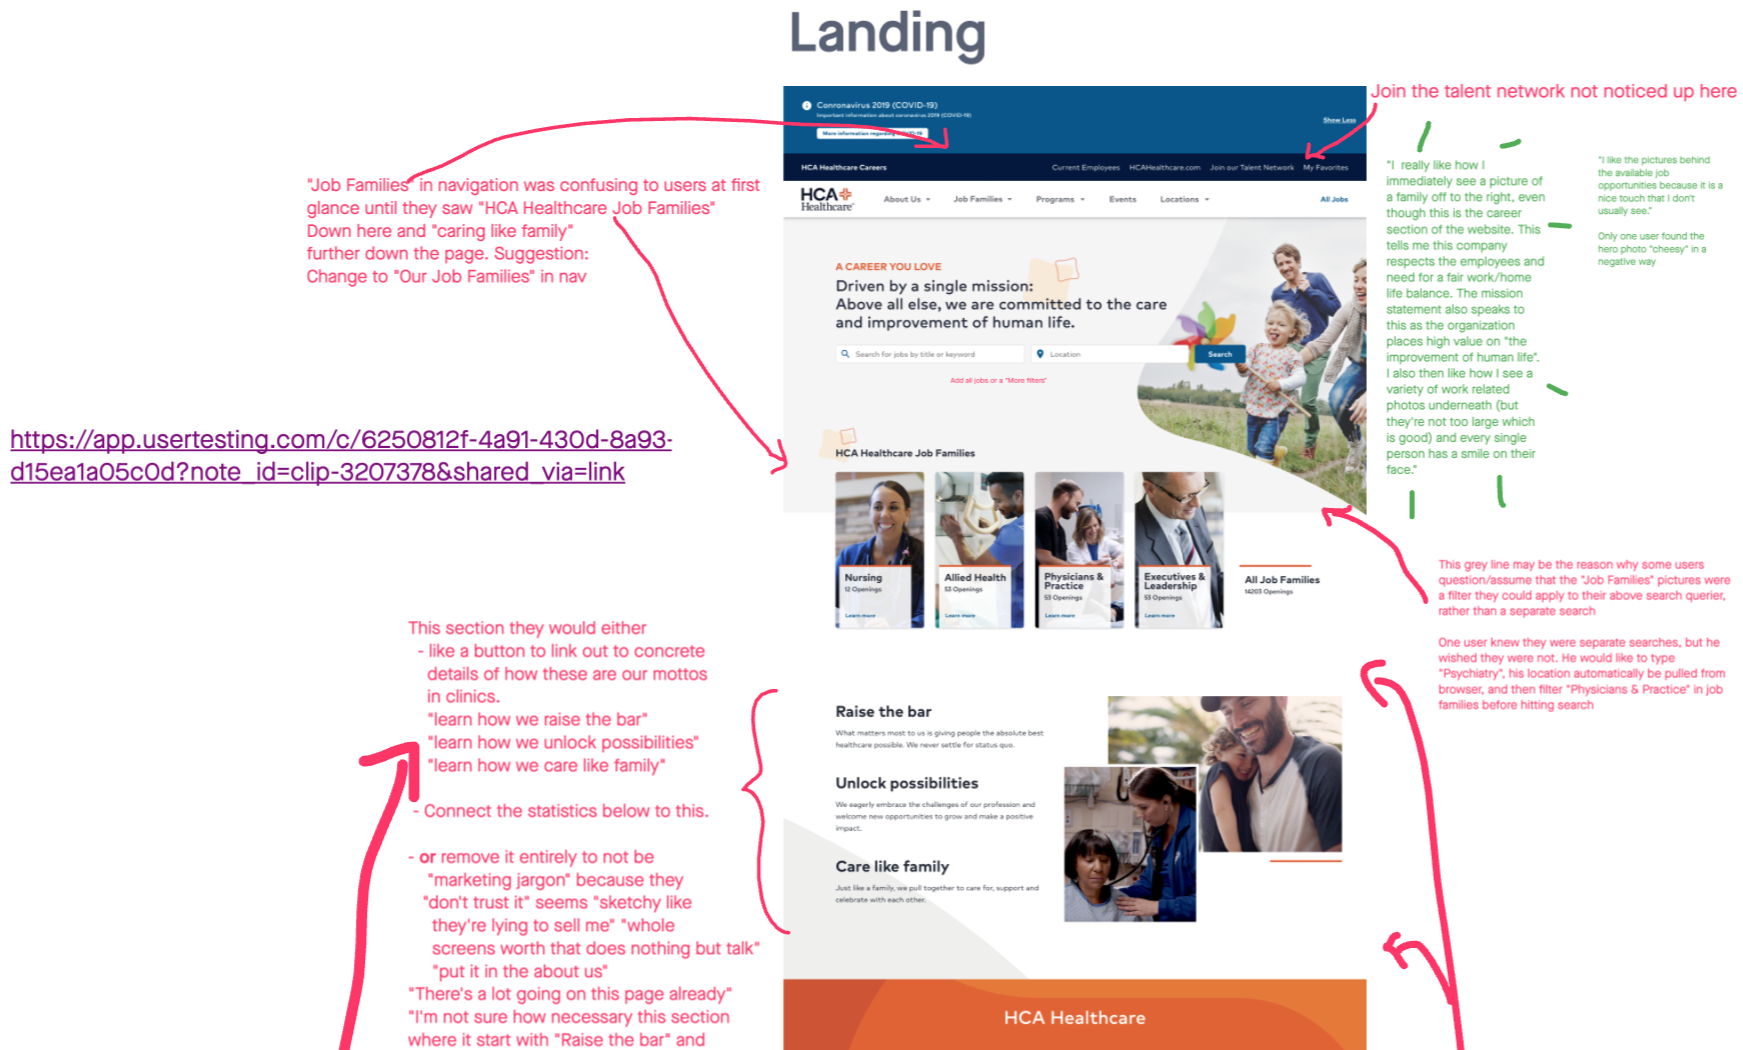 Landing
Conronavirus 2019 (COVID-19)
Important information about coronavirus 2019 (COVID-19)
More information regarding COVID-19
Show Less
HCA Healthcare Careers
Current Employees
HCAHealthcare.com
Join our Talent Network
My Favorites
HCA
Healthcare
About Us
Job Families
Programs
Events
Locations
All Jobs
A CAREER YOU LOVE
Driven by a single mission:
Above all else, we are committed to the care
and improvement of human life.
Search for jobs by title or keyword
Location
Search
Add all jobs or a "More filters"
HCA Healthcare Job Families
Nursing
12 Openings
Learn more
Allied Health
53 Openings
Learn more
Physicians &
Practice
53 Openings
Learn more
Executives &
Leadership
53 Openings
Learn more
All Job Families
14203 Openings
Raise the bar
What matters most to us is giving people the absolute best
healthcare possible. We never settle for status quo.
Unlock possibilities
We eagerly embrace the challenges of our profession and
welcome new opportunities to grow and make a positive
impact.
Care like family
Just like a family, we pull together to care for, support and
celebrate with each other.
HCA Healthcare
"Job Families" in navigation was confusing to users at first
glance until they saw "HCA Healthcare Job Families"
Down here and "caring like family"
further down the page. Suggestion:
Change to "Our Job Families" in nav
https://app.usertesting.com/c/6250812f-4a91-430d-8a93-
d15ea1a05c0d?note_id=clip-3207378&shared_via=link
This section they would either
- like a button to link out to concrete
details of how these are our mottos
in clinics.
"learn how we raise the bar"
"learn how we unlock possibilities"
"learn how we care like family"
- Connect the statistics below to this.
- or remove it entirely to not be
"marketing jargon" because they
"don't trust it" seems "sketchy like
they're lying to sell me" "whole
screens worth that does nothing but talk"
"put it in the about us"
"There's a lot going on this page already"
"I'm not sure how necessary this section
where it start with "Raise the bar" and
Join the talent network not noticed up here
"I really like how I
immediately see a picture of
a family off to the right, even
though this is the career
section of the website. This
tells me this company
respects the employees and
need for a fair work/home
life balance. The mission
statement also speaks to
this as the organization
places high value on "the
improvement of human life".
I also then like how I see a
variety of work related
photos underneath (but
they're not too large which
is good) and every single
person has a smile on their
face."
"I like the pictures behind
the available job
opportunities because it is a
nice touch that I don't
usually see."
Only one user found the
hero photo "cheesy" in a
negative way
This grey line may be the reason why some users
question/assume that the "Job Families" pictures were
a filter they could apply to their above search querier,
rather than a separate search
One user knew they were separate searches, but he
wished they were not. He would like to type
"Psychiatry", his location automatically be pulled from
browser, and then filter "Physicians & Practice" in job
families before hitting search